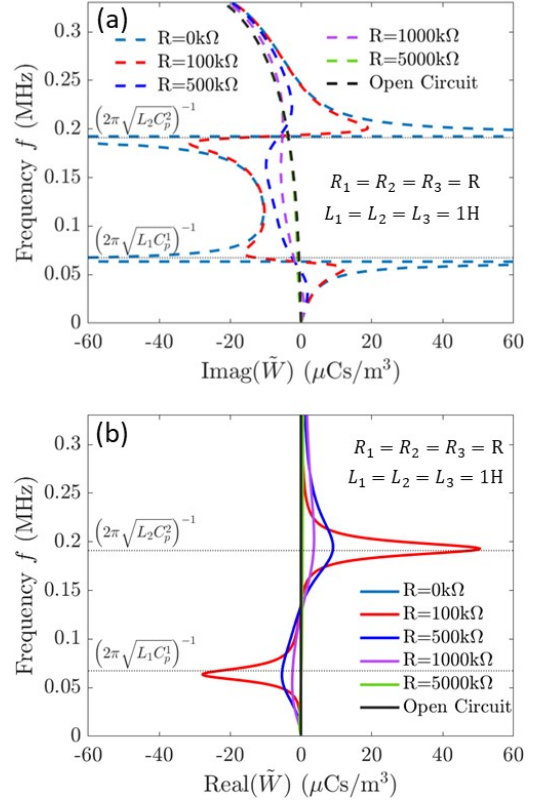 (a)
R=0kΩ
R=100kΩ
R=500kΩ
R=1000kΩ
R=5000kΩ
Open Circuit
0.3
0.25
0.2
0.15
0.1
0.05
0
Frequency f (MHz)
(2π√L₂C²ₚ)⁻¹
(2π√L₁C¹ₚ)⁻¹
R₁ = R₂ = R₃ = R
L₁ = L₂ = L₃ = 1H
-60 -40 -20 0 20 40 60
Imag(W̃) (μCs/m³)
(b)
0.3
0.25
0.2
0.15
0.1
0.05
0
Frequency f (MHz)
R₁ = R₂ = R₃ = R
L₁ = L₂ = L₃ = 1H
(2π√L₂C²ₚ)⁻¹
(2π√L₁C¹ₚ)⁻¹
R=0kΩ
R=100kΩ
R=500kΩ
R=1000kΩ
R=5000kΩ
Open Circuit
-60 -40 -20 0 20 40 60
Real(W̃) (μCs/m³)